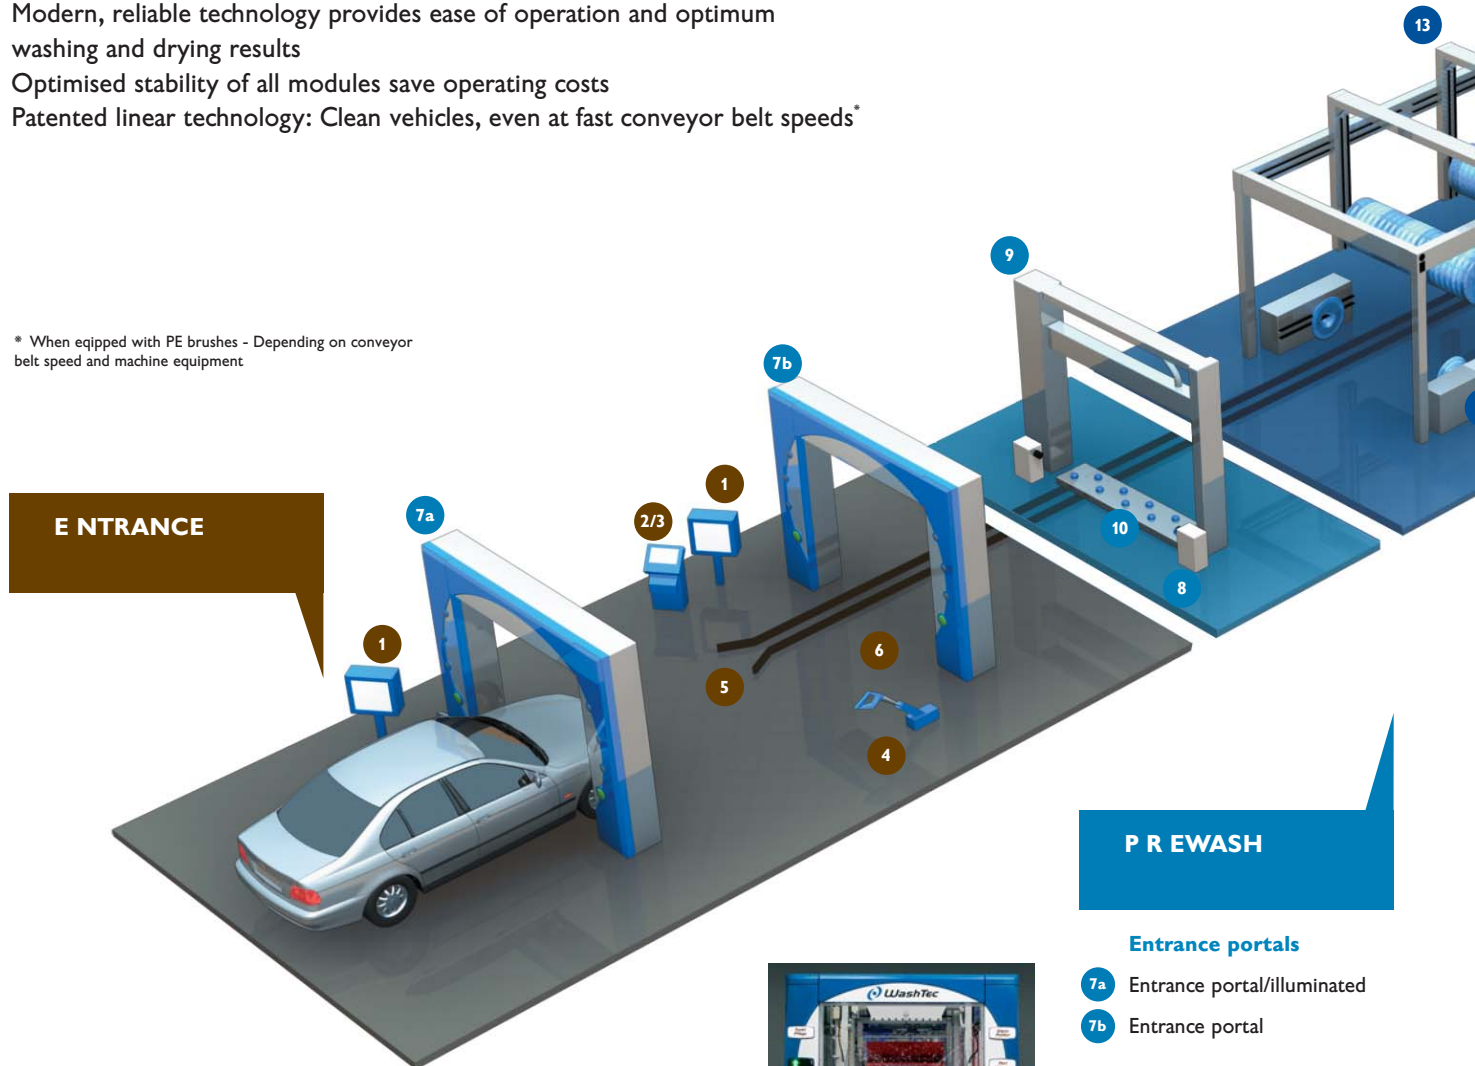 Modern, reliable technology provides ease of operation and optimum
washing and drying results
Optimised stability of all modules save operating costs
Patented linear technology: Clean vehicles, even at fast conveyor belt speeds*
* When eqipped with PE brushes - Depending on conveyor
belt speed and machine equipment
13
9
7b
1
2/3
7a
E NTRANCE
10
8
1
6
5
4
P R EWASH
Entrance portals
7a Entrance portal/illuminated
7b Entrance portal
WashTec